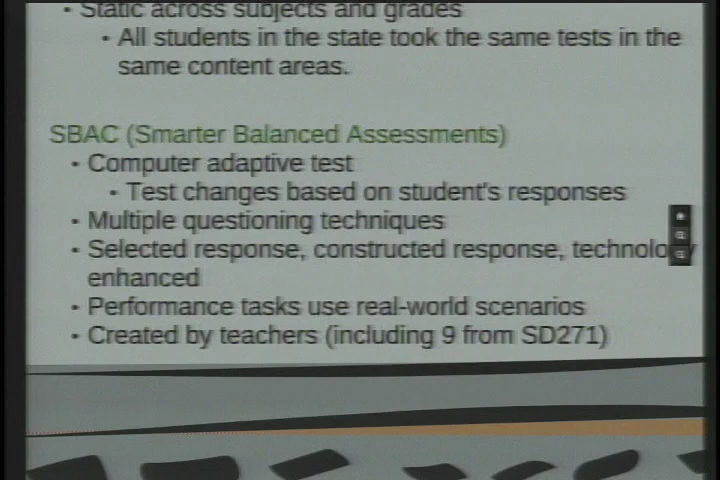 • Static across subjects and grades
• All students in the state took the same tests in the
same content areas.
SBAC (Smarter Balanced Assessments)
• Computer adaptive test
• Test changes based on student's responses
• Multiple questioning techniques
• Selected response, constructed response, technology
enhanced
• Performance tasks use real-world scenarios
• Created by teachers (including 9 from SD271)